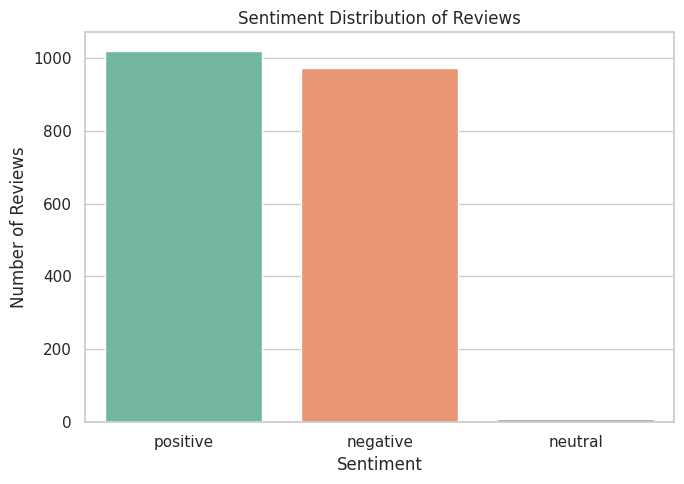 Sentiment Distribution of Reviews
Number of Reviews
1000
800
600
400
200
0
positive
negative
neutral
Sentiment